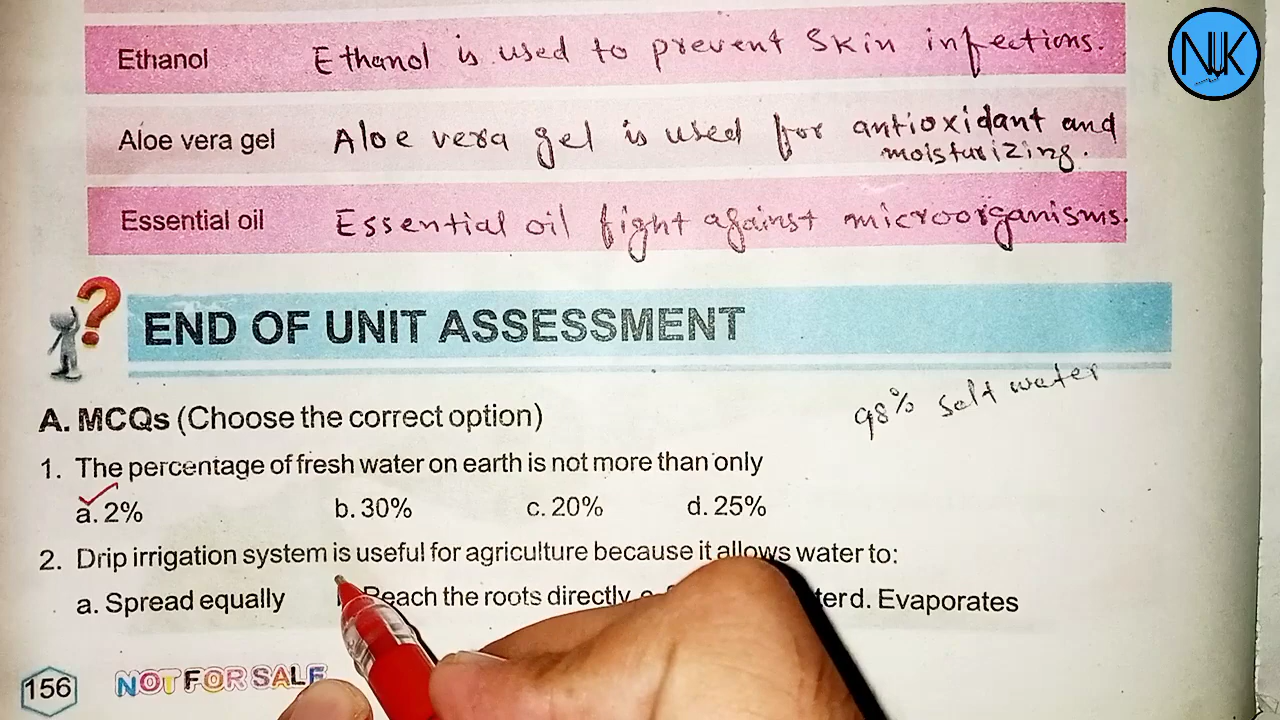 NUK
Ethanol Ethanol is used to prevent skin infections.
Aloe vera gel Aloe vera gel is used for antioxidant and
moisturizing.
Essential oil Essential oil fight against microorganisms.
END OF UNIT ASSESSMENT
98% salt water
A. MCQs (Choose the correct option)
1. The percentage of fresh water on earth is not more than only
a. 2% b. 30% c. 20% d. 25%
2. Drip irrigation system is useful for agriculture because it allows water to:
a. Spread equally Reach the roots directly d. Evaporates
156 NOT FOR SALE